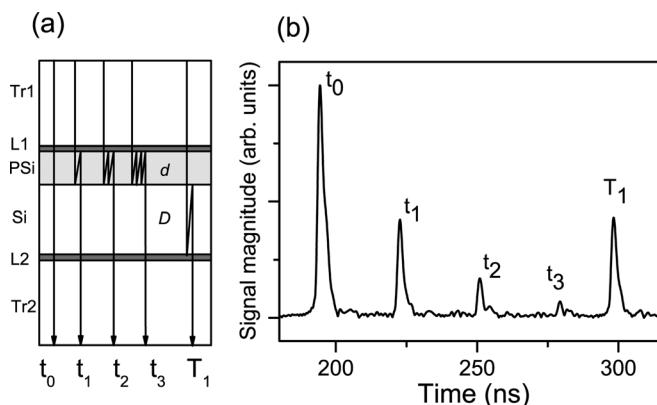 (a)
Tr1
L1
PSi
d
Si
D
L2
Tr2
t0 t1 t2 t3 T1
(b)
Signal magnitude (arb. units)
t0
t1
t2
t3
T1
200 250 300
Time (ns)